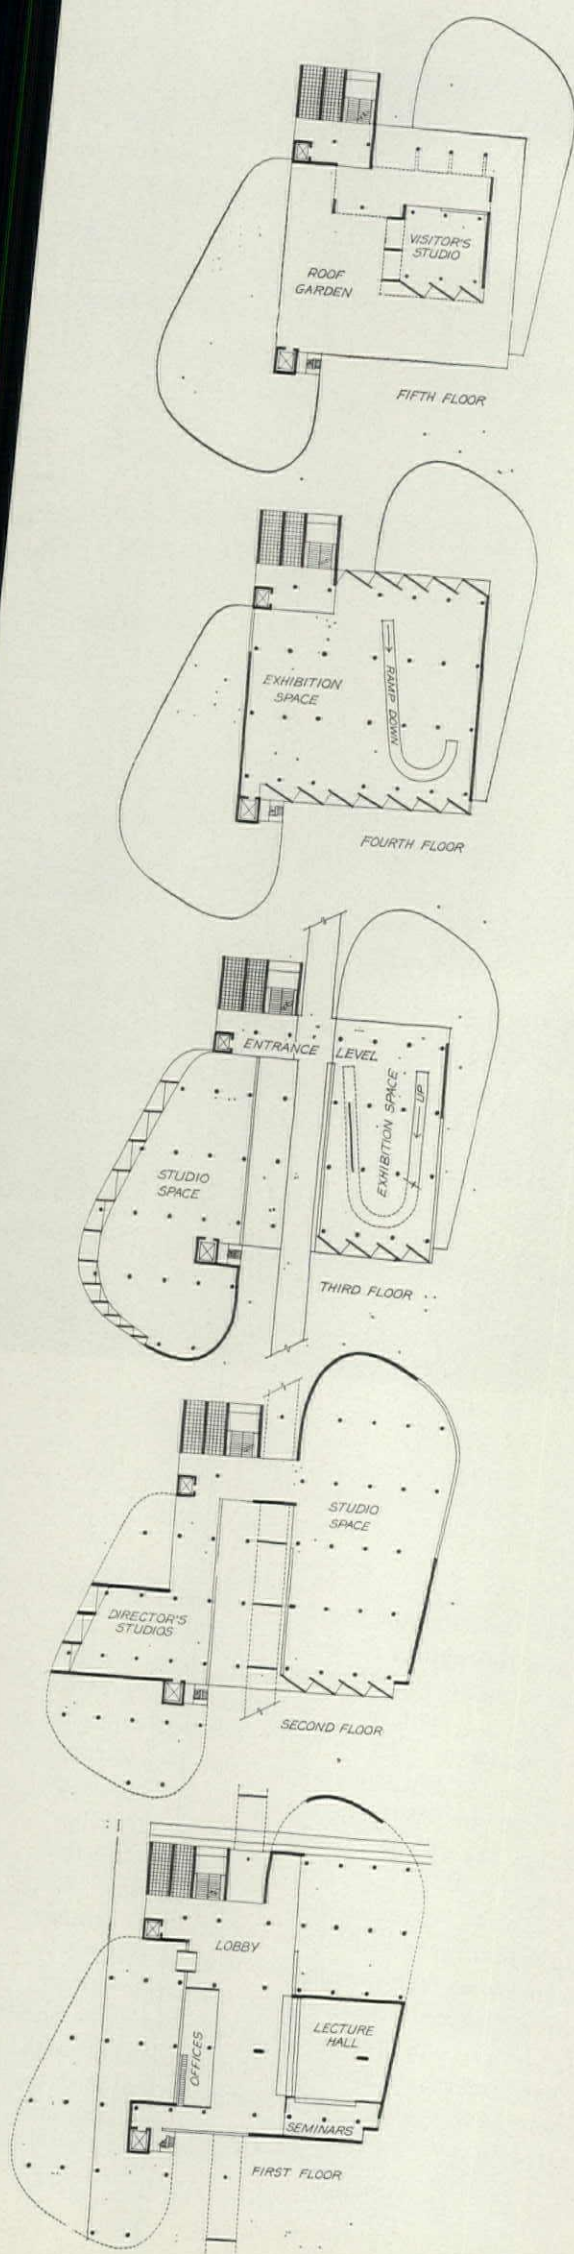 VISITOR'S
STUDIO
ROOF
GARDEN
FIFTH FLOOR
EXHIBITION
SPACE
RAMP DOWN
FOURTH FLOOR
ENTRANCE LEVEL
EXHIBITION SPACE
UP
STUDIO
SPACE
THIRD FLOOR
STUDIO
SPACE
DIRECTOR'S
STUDIOS
SECOND FLOOR
LOBBY
OFFICES
LECTURE
HALL
SEMINARS
FIRST FLOOR